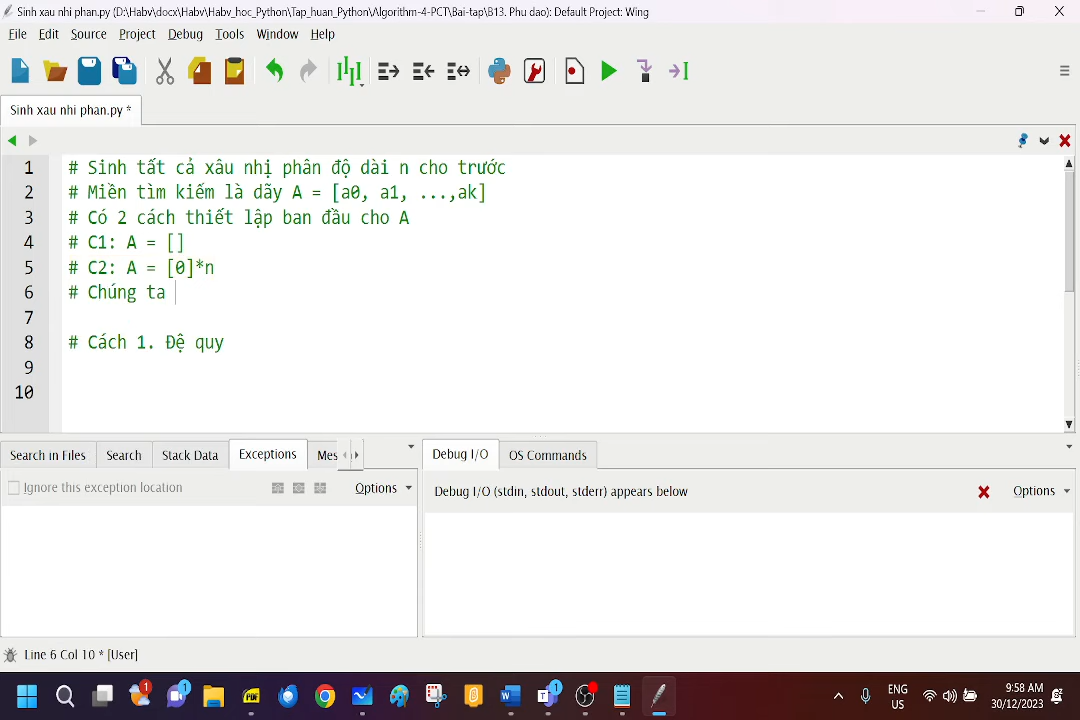 Sinh xau nhi phan.py (D:\Habv\docx\Habv\Habv_hoc_Python\Tap_huan_Python\Algorithm-4-PCT\Bai-tap\B13. Phu dao): Default Project: Wing
File Edit Source Project Debug Tools Window Help
Sinh xau nhi phan.py *
1 # Sinh tất cả xâu nhị phân độ dài n cho trước
2 # Miền tìm kiếm là dãy A = [a0, a1, ...,ak]
3 # Có 2 cách thiết lập ban đầu cho A
4 # C1: A = []
5 # C2: A = [0]*n
6 # Chúng ta
7
8 # Cách 1. Đệ quy
9
10
Search in Files Search Stack Data Exceptions Mes
Debug I/O OS Commands
Ignore this exception location Options
Debug I/O (stdin, stdout, stderr) appears below Options
Line 6 Col 10 * [User]
1 1 PDF 1
ENG
US
9:58 AM
30/12/2023